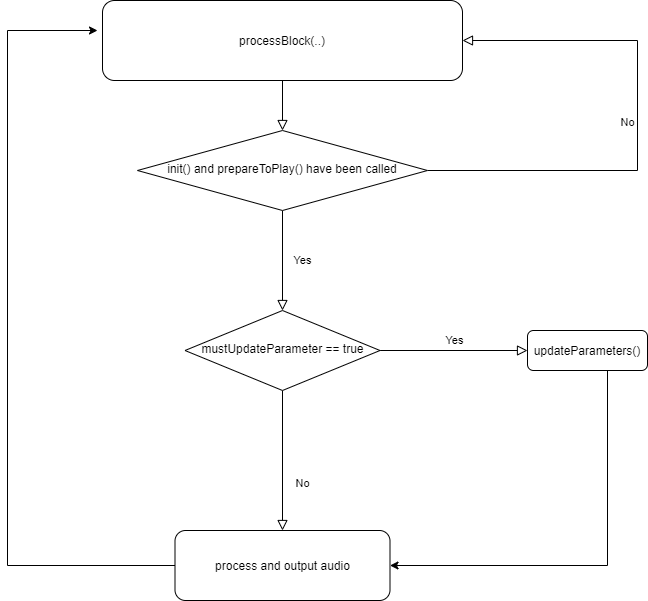 processBlock(..)
No
init() and prepareToPlay() have been called
Yes
mustUpdateParameter == true
Yes
updateParameters()
No
process and output audio